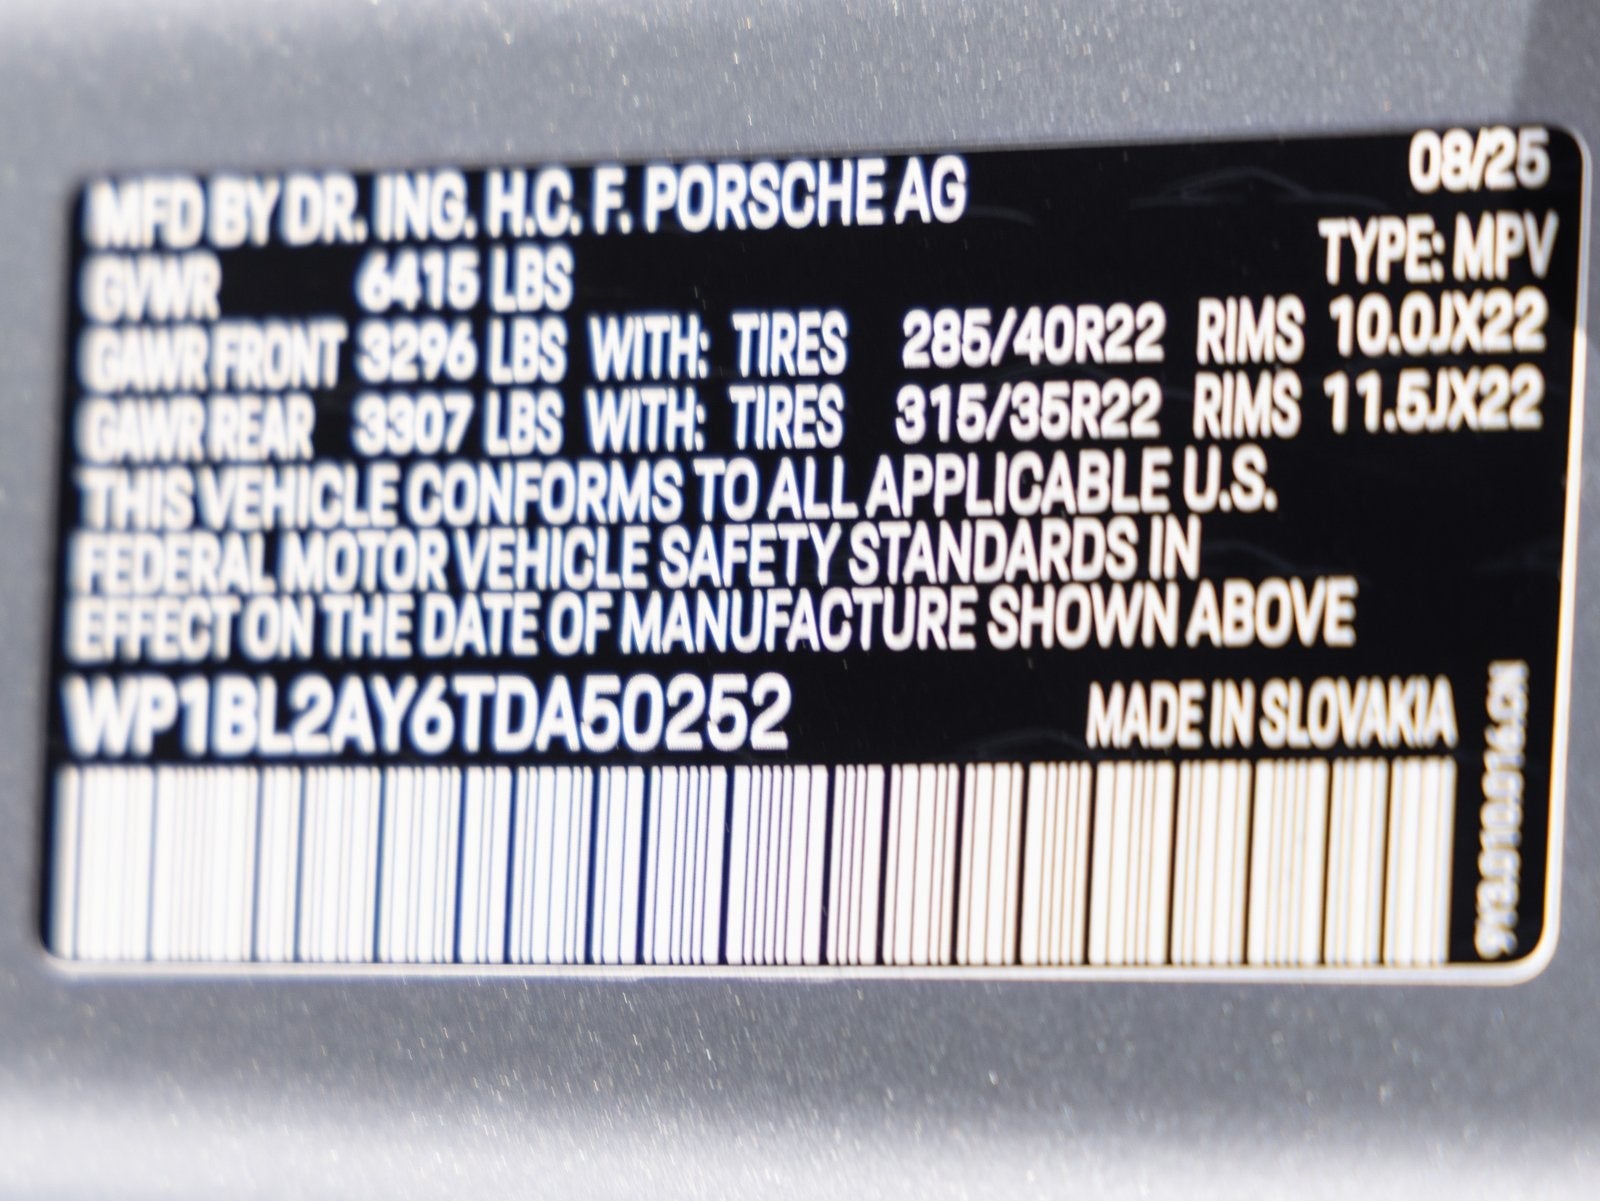 08/25
MFD BY DR. ING. H.C. F. PORSCHE AG
TYPE: MPV
GVWR 6415 LBS
GAWR FRONT 3296 LBS WITH: TIRES 285/40R22 RIMS 10.0JX22
GAWR REAR 3307 LBS WITH: TIRES 315/35R22 RIMS 11.5JX22
THIS VEHICLE CONFORMS TO ALL APPLICABLE U.S.
FEDERAL MOTOR VEHICLE SAFETY STANDARDS IN
EFFECT ON THE DATE OF MANUFACTURE SHOWN ABOVE
WP1BL2AY6TDA50252 MADE IN SLOVAKIA